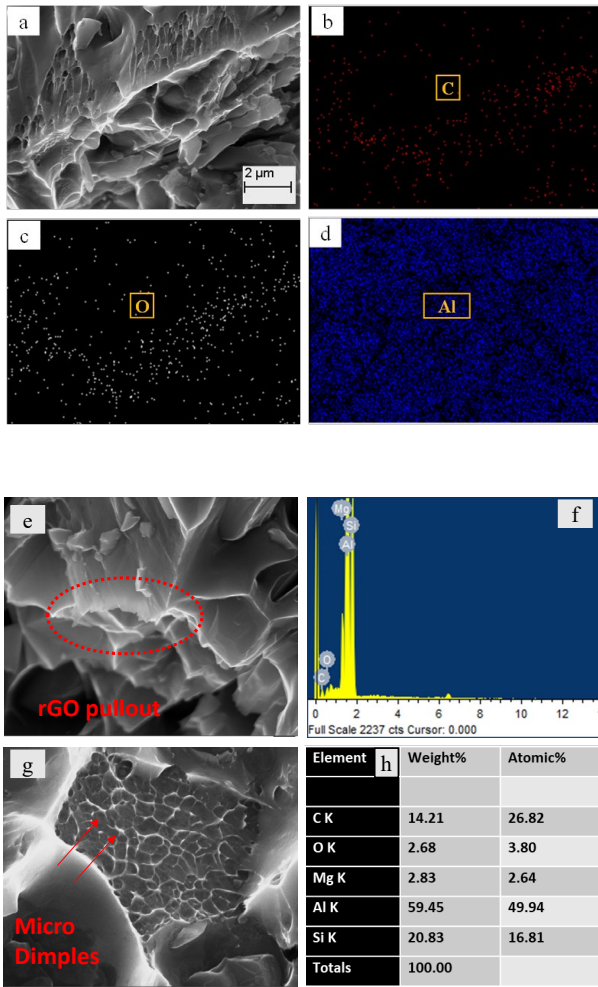 a
2 µm
b
C
c
O
d
Al
e
rGO pullout
f
Mg
Si
Al
O
C
0 2 4 6 8 10 12
Full Scale 2237 cts Cursor: 0.000
g
Micro
Dimples
h
Element Weight% Atomic%
C K 14.21 26.82
O K 2.68 3.80
Mg K 2.83 2.64
Al K 59.45 49.94
Si K 20.83 16.81
Totals 100.00